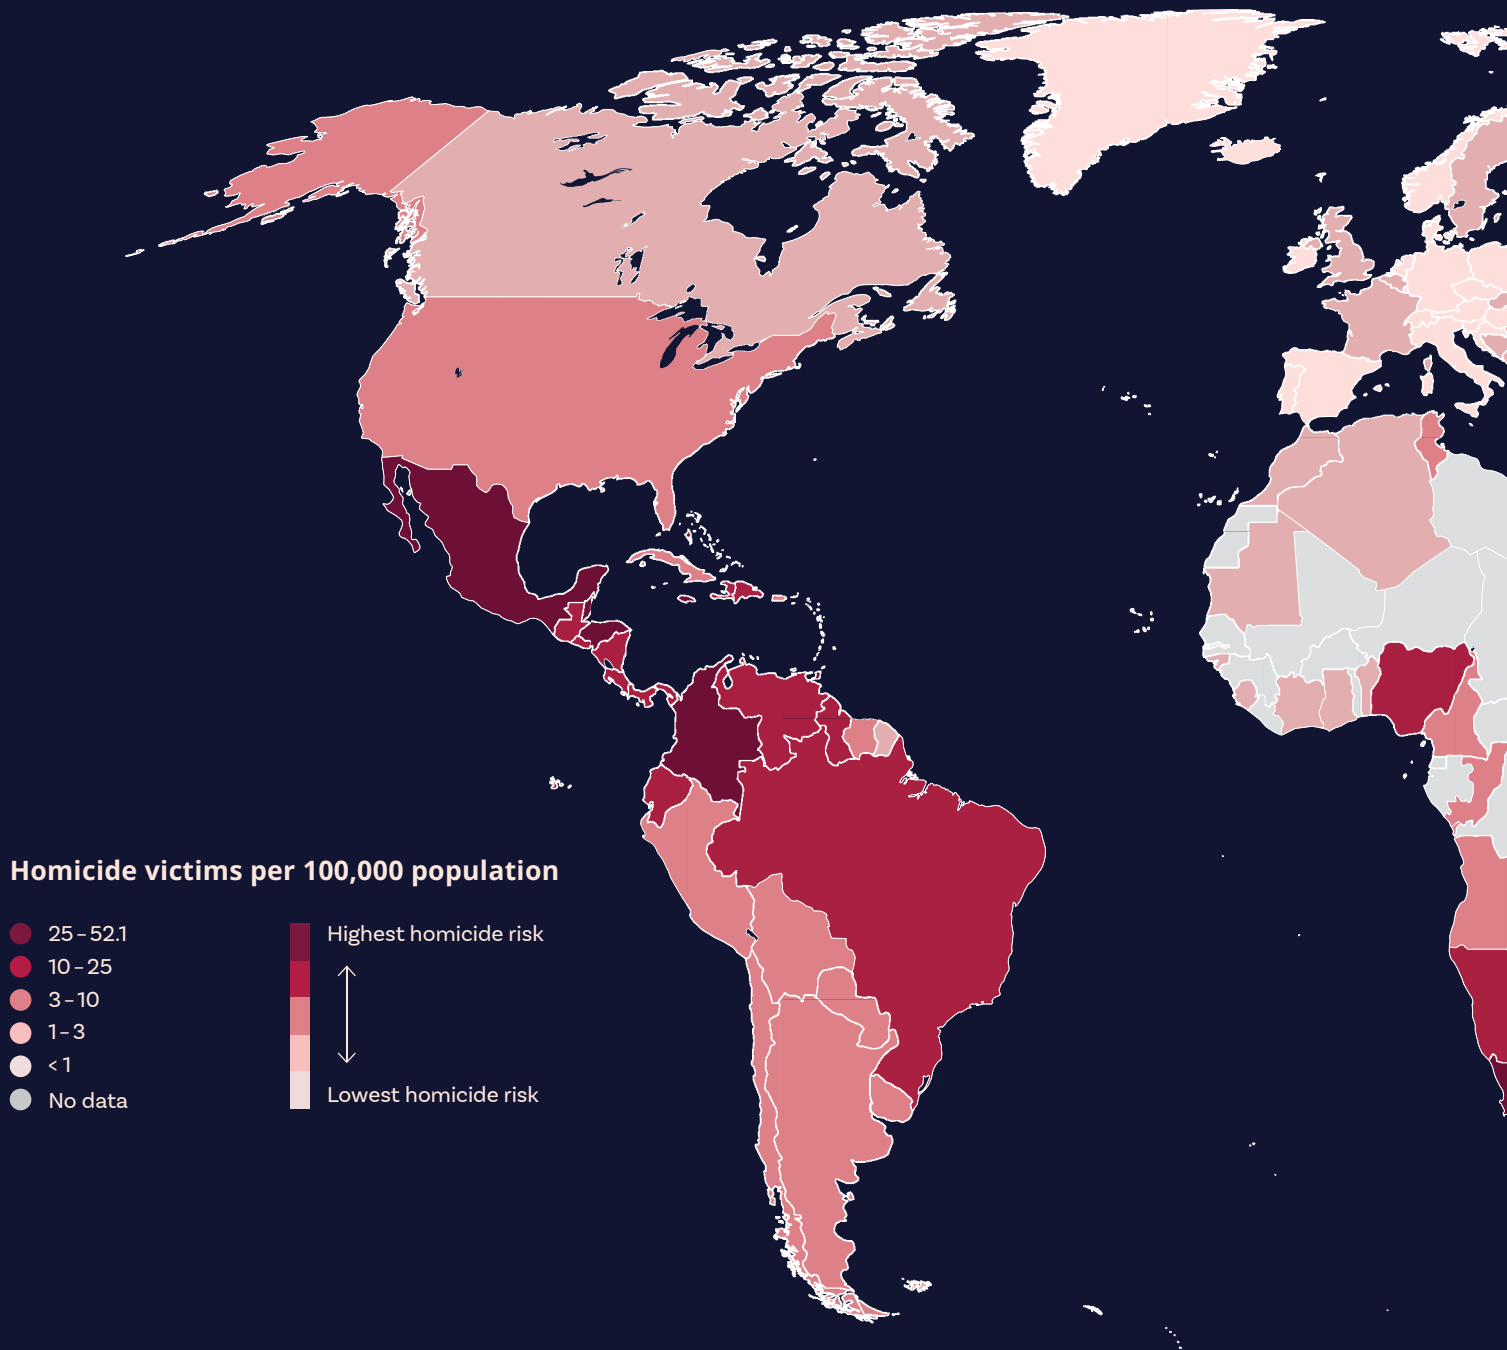 Homicide victims per 100,000 population
25–52.1
10–25
3–10
1–3
< 1
No data
Highest homicide risk
Lowest homicide risk